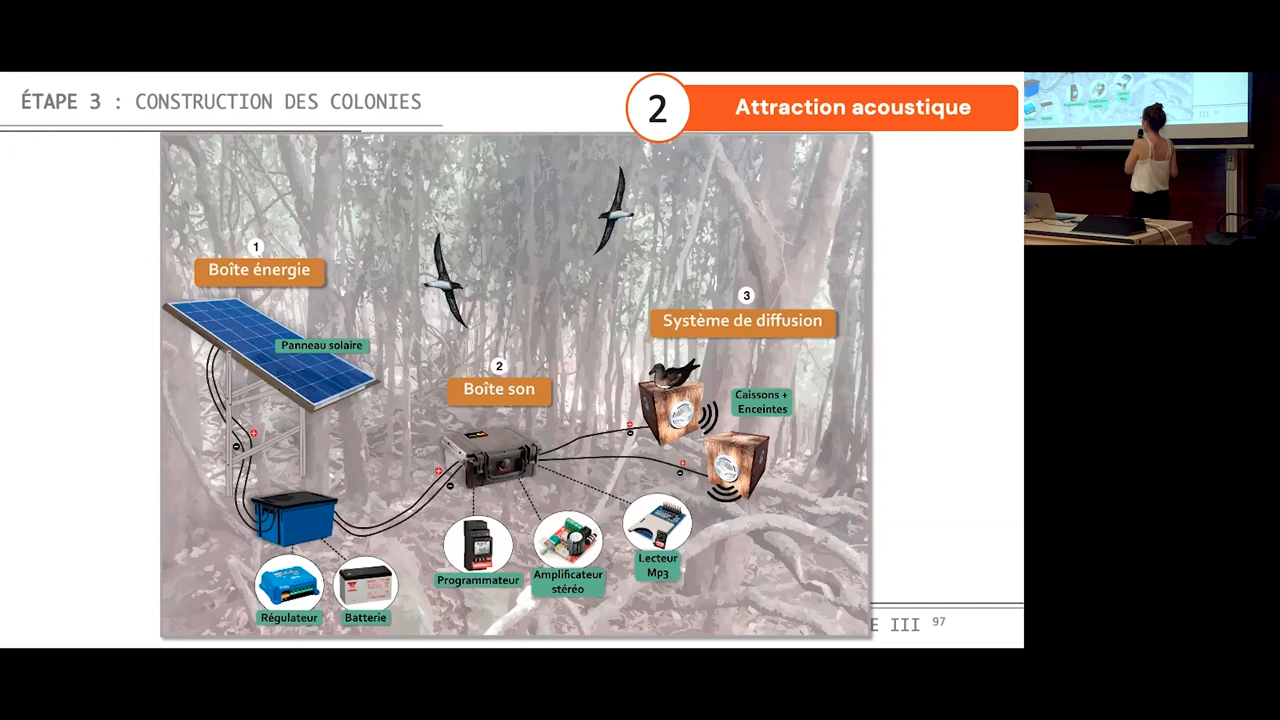 ÉTAPE 3 : CONSTRUCTION DES COLONIES
2
Attraction acoustique
1
Boîte énergie
Panneau solaire
3
Système de diffusion
2
Boîte son
Caissons +
Enceintes
Programmateur
Amplificateur
stéréo
Lecteur
Mp3
Régulateur
Batterie
E III 97